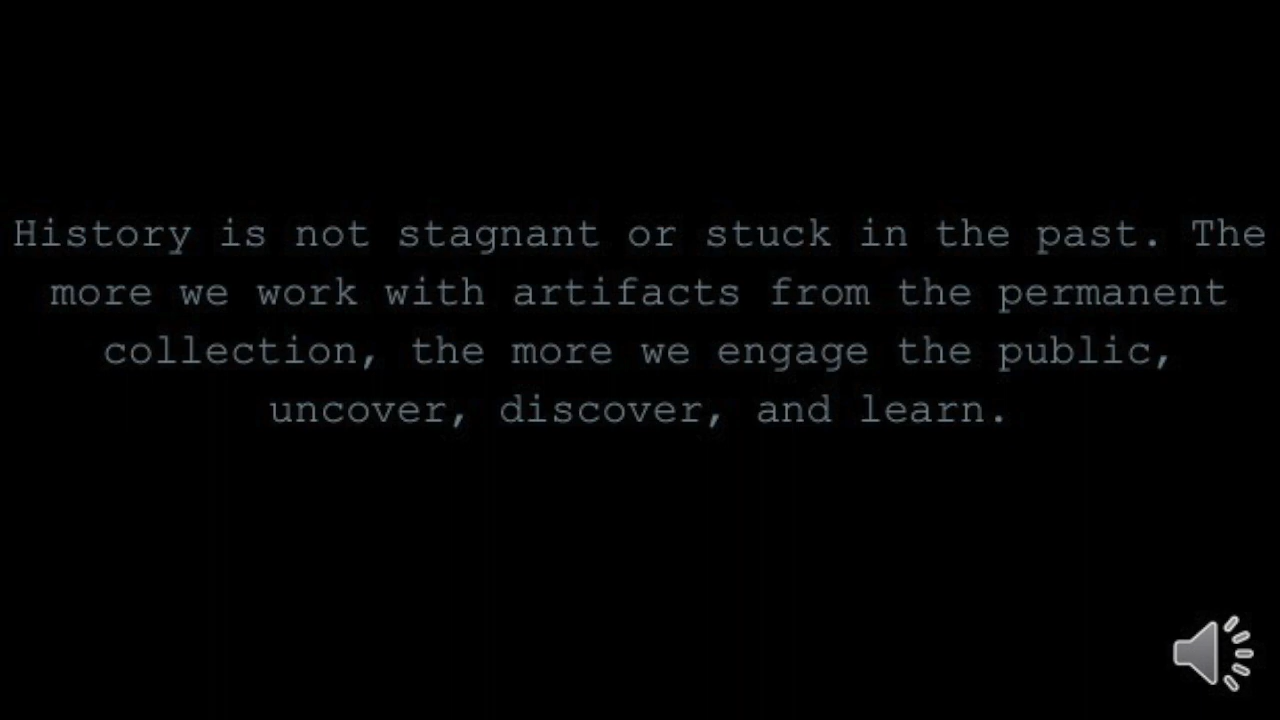 History is not stagnant or stuck in the past. The
more we work with artifacts from the permanent
collection, the more we engage the public,
uncover, discover, and learn.